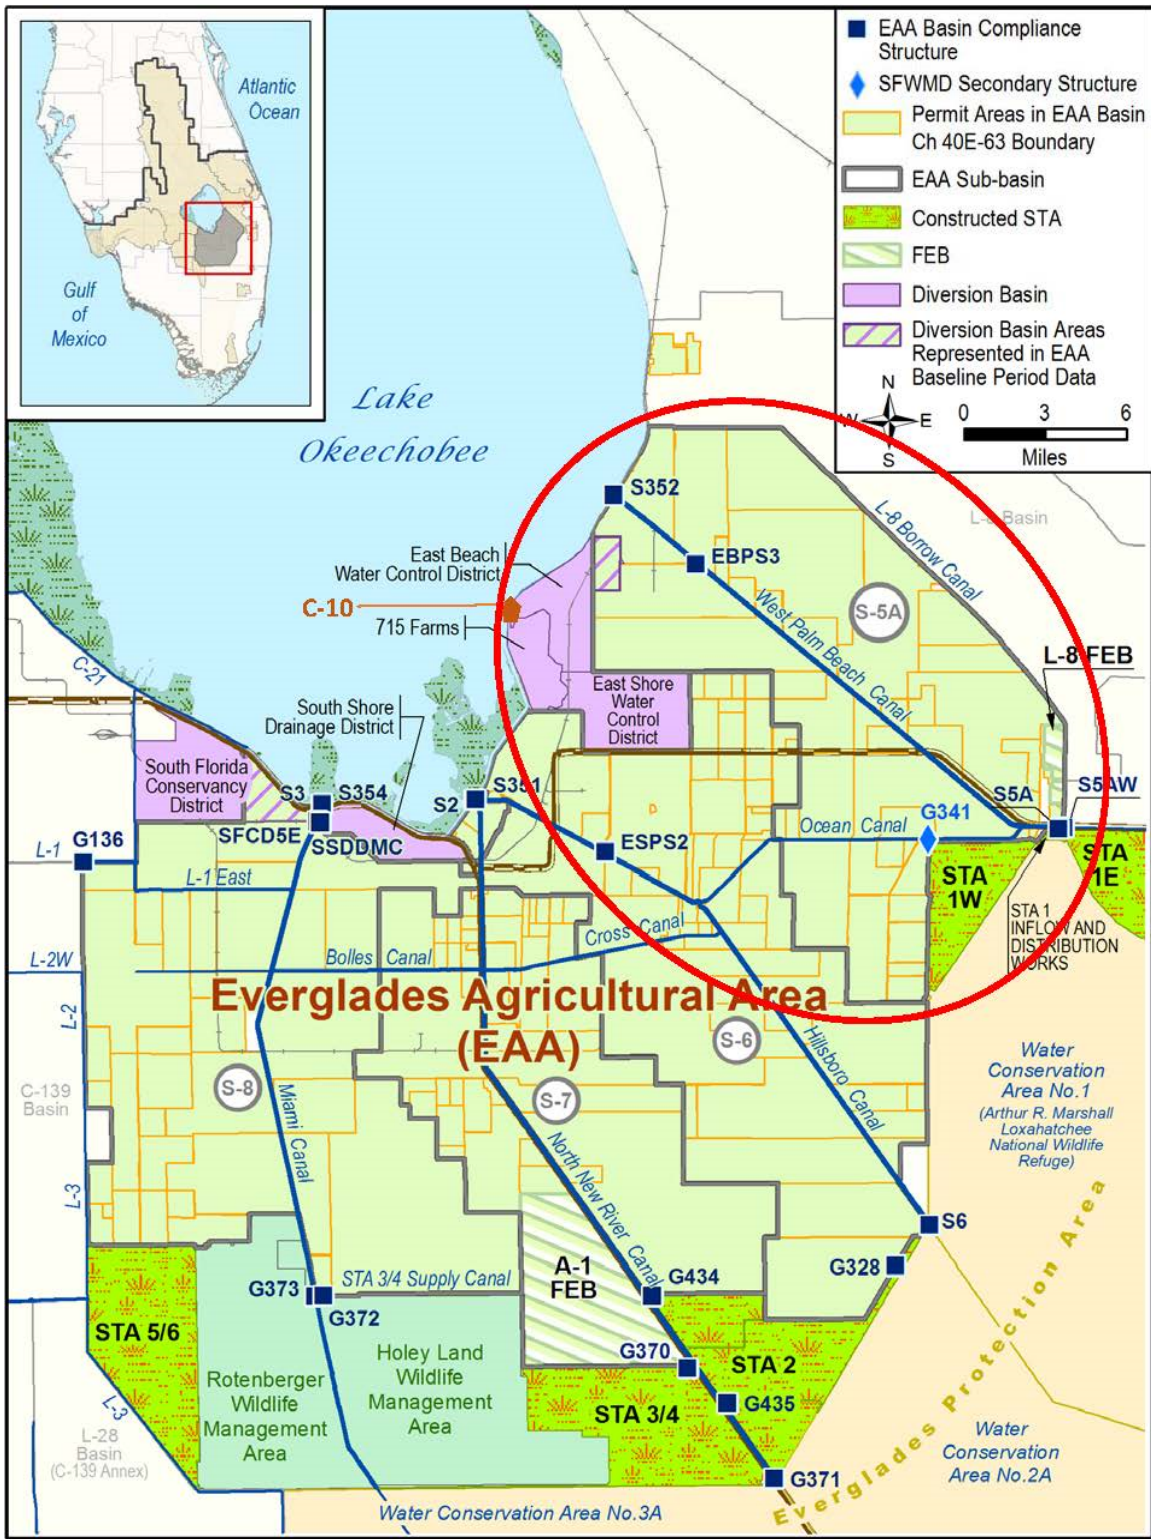 Atlantic
Ocean
Gulf
of
Mexico
EAA Basin Compliance
Structure
SFWMD Secondary Structure
Permit Areas in EAA Basin
Ch 40E-63 Boundary
EAA Sub-basin
Constructed STA
FEB
Diversion Basin
Diversion Basin Areas
Represented in EAA
Baseline Period Data
N
W
E
S
0 3 6
Miles
Lake
Okeechobee
S352
L-8 Basin
L-8 Borrow Canal
East Beach
Water Control District
EBPS3
C-10
715 Farms
West Palm Beach Canal
S-5A
L-8 FEB
C-21
South Shore
Drainage District
East Shore
Water
Control
District
South Florida
Conservancy
District
S3
S354
S2
S351
S5A
S5AW
G341
SFCD5E
SSDDMC
ESPS2
Ocean Canal
G136
L-1
L-1 East
STA
1W
STA
1E
STA 1
INFLOW AND
DISTRIBUTION
WORKS
Cross Canal
Bolles Canal
L-2W
L-2
Everglades Agricultural Area
(EAA)
S-6
Hillsboro Canal
Water
Conservation
Area No.1
(Arthur R. Marshall
Loxahatchee
National Wildlife
Refuge)
C-139
Basin
S-8
S-7
Miami Canal
North New River Canal
L-3
S6
Everglades Protection Area
G328
STA 3/4 Supply Canal
A-1
FEB
G434
G373
G372
STA 5/6
G370
STA 2
Rotenberger
Wildlife
Management
Area
Holey Land
Wildlife
Management
Area
STA 3/4
G435
L-3
L-28
Basin
(C-139 Annex)
Water
Conservation
Area No.2A
G371
Water Conservation Area No.3A